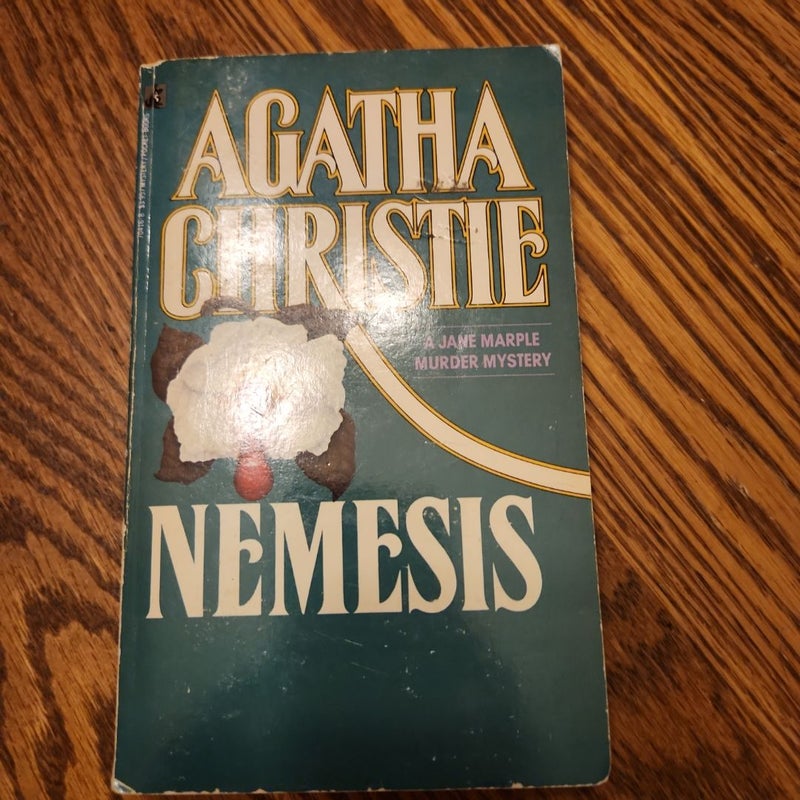 AGATHA
CHRISTIE
A JANE MARPLE
MURDER MYSTERY
NEMESIS